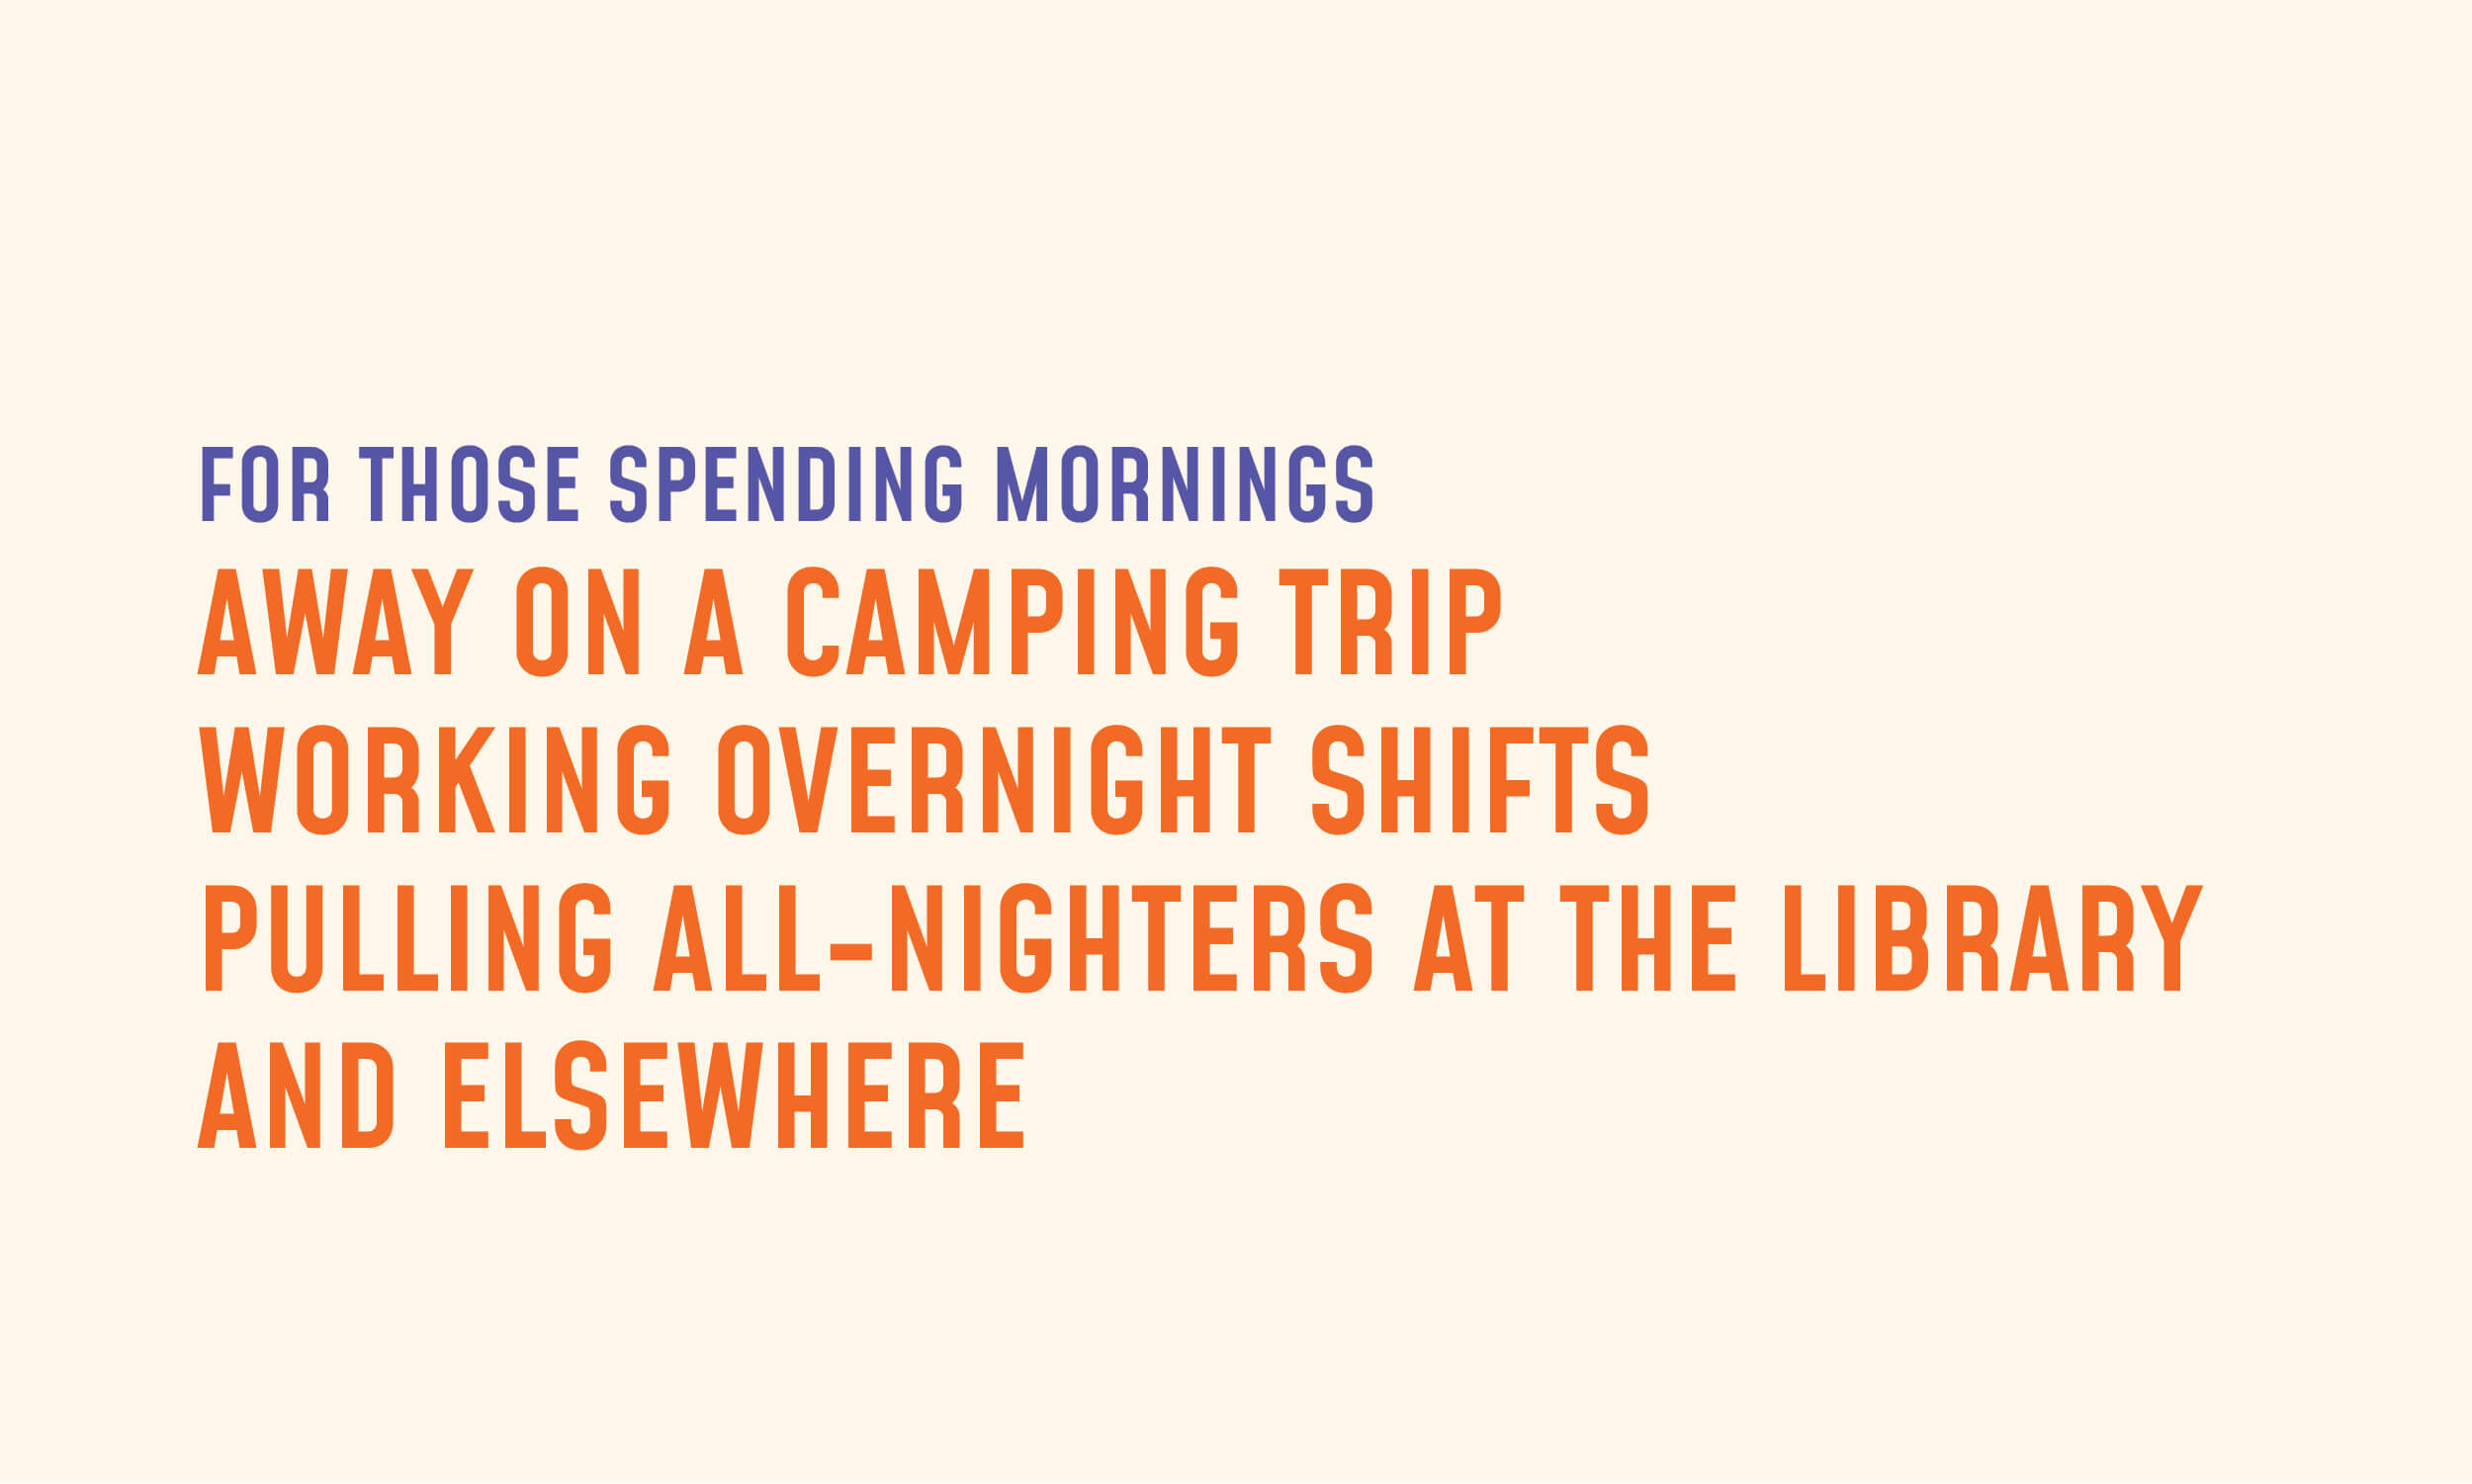 FOR THOSE SPENDING MORNINGS
AWAY ON A CAMPING TRIP
WORKING OVERNIGHT SHIFTS
PULLING ALL-NIGHTERS AT THE LIBRARY
AND ELSEWHERE